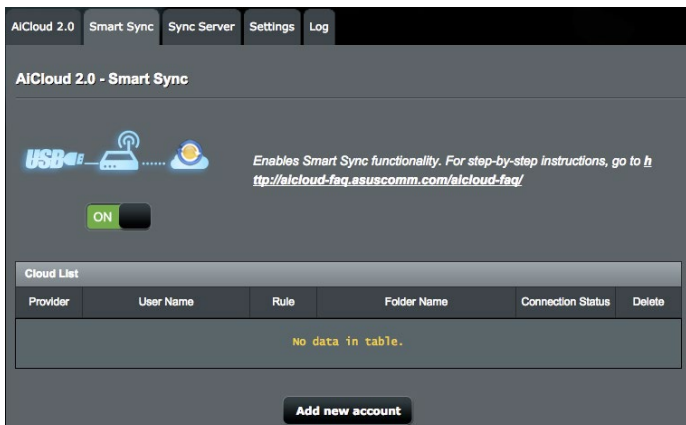 AiCloud 2.0 Smart Sync Sync Server Settings Log
AiCloud 2.0 - Smart Sync
USB
Enables Smart Sync functionality. For step-by-step instructions, go to h
ttp://aicloud-faq.asuscomm.com/aicloud-faq/
ON
Cloud List
Provider User Name Rule Folder Name Connection Status Delete
No data in table.
Add new account